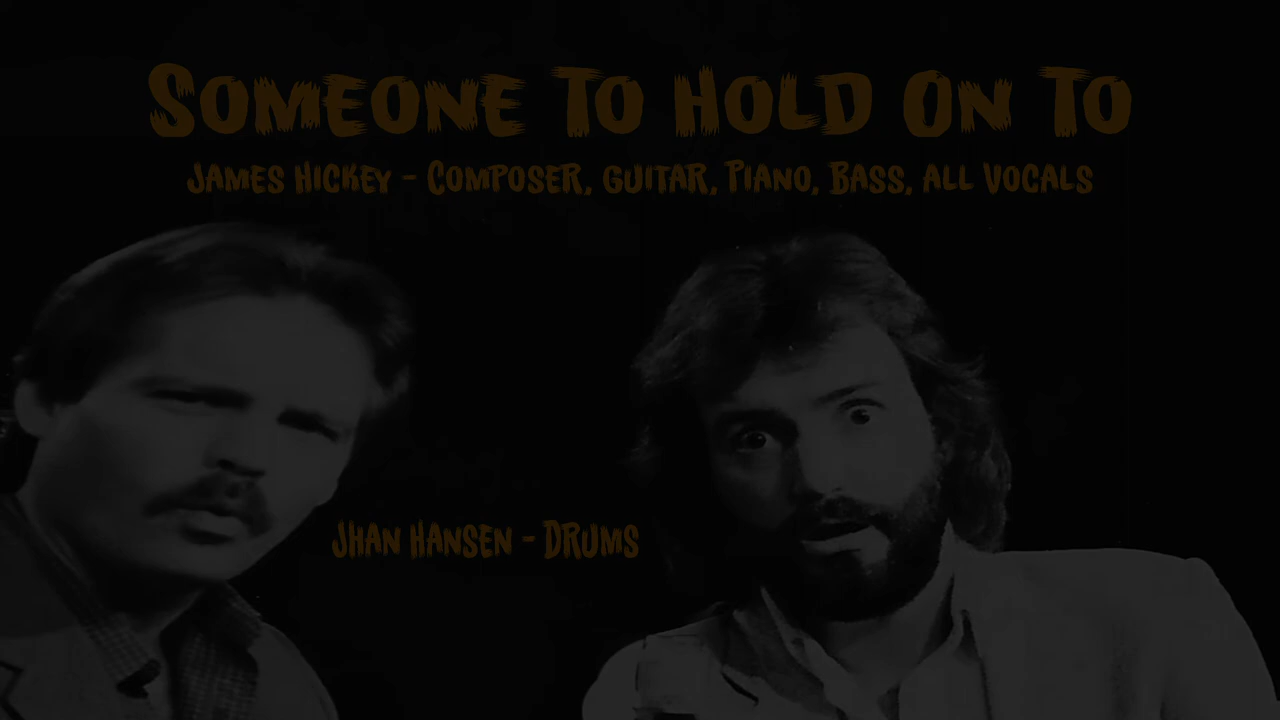 Someone To Hold On To
James Hickey - Composer, guitar, Piano, Bass, all Vocals
Jhan Hansen - Drums